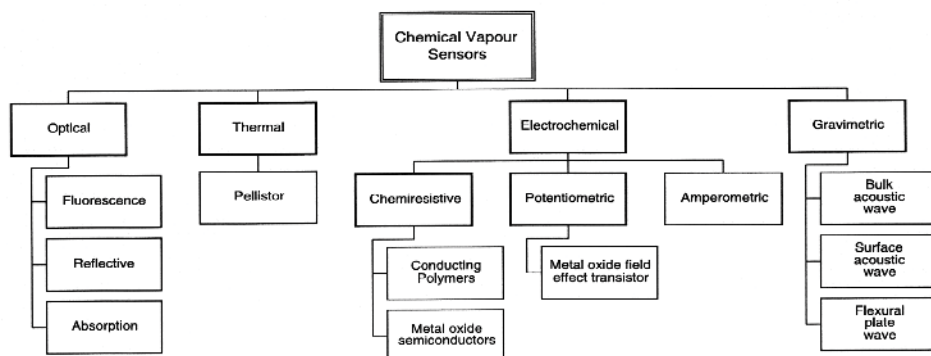 Chemical Vapour
Sensors
Optical
Thermal
Electrochemical
Gravimetric
Fluorescence
Reflective
Absorption
Pellistor
Chemiresistive
Potentiometric
Amperometric
Conducting
Polymers
Metal oxide
semiconductors
Metal oxide field
effect transistor
Bulk
acoustic
wave
Surface
acoustic
wave
Flexural
plate
wave